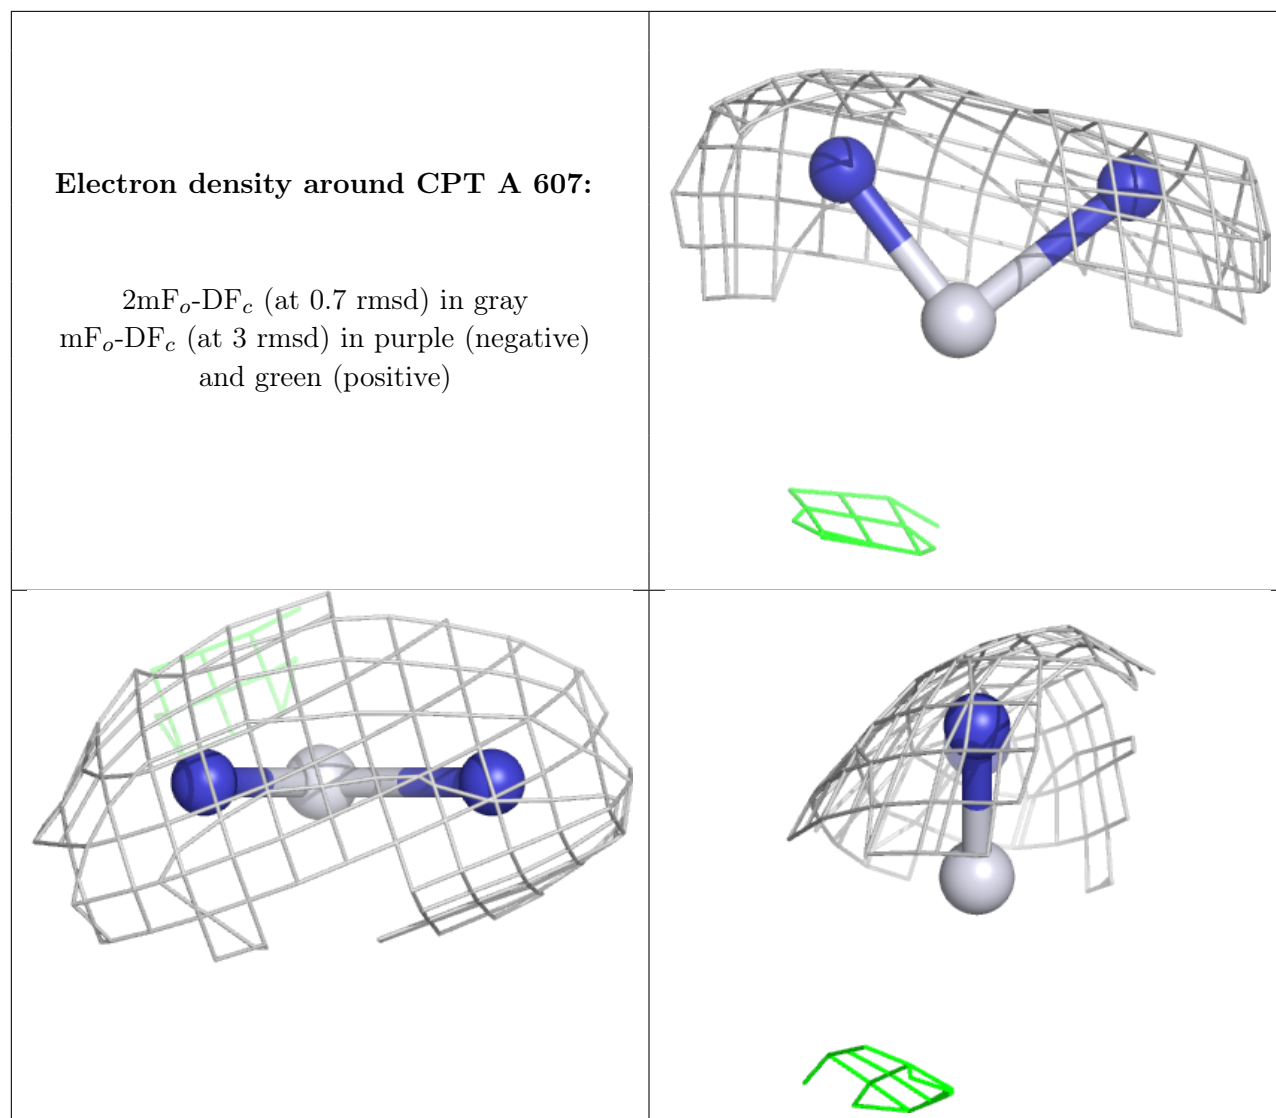 Electron density around CPT A 607:
2mFo-DFc (at 0.7 rmsd) in gray
mFo-DFc (at 3 rmsd) in purple (negative)
and green (positive)